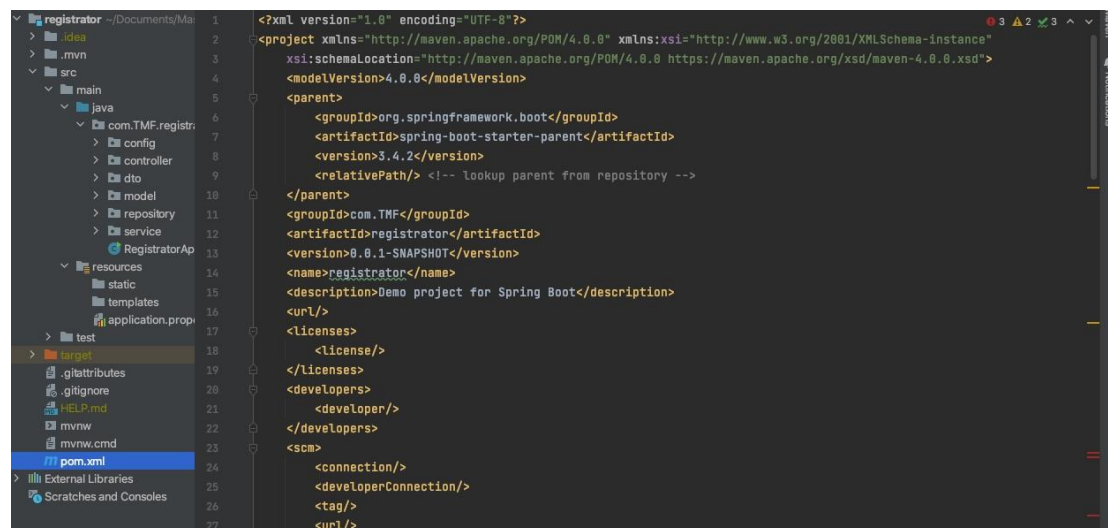 registrator ~/Documents/Ma
.idea
.mvn
src
main
java
com.TMF.registr
config
controller
dto
model
repository
service
RegistratorAp
resources
static
templates
application.prop
test
target
.gitattributes
.gitignore
HELP.md
mvnw
mvnw.cmd
pom.xml
External Libraries
Scratches and Consoles
3 2 3
1 <?xml version="1.0" encoding="UTF-8"?>
2 <project xmlns="http://maven.apache.org/POM/4.0.0" xmlns:xsi="http://www.w3.org/2001/XMLSchema-instance"
3 xsi:schemaLocation="http://maven.apache.org/POM/4.0.0 https://maven.apache.org/xsd/maven-4.0.0.xsd">
4 <modelVersion>4.0.0</modelVersion>
5 <parent>
6 <groupId>org.springframework.boot</groupId>
7 <artifactId>spring-boot-starter-parent</artifactId>
8 <version>3.4.2</version>
9 <relativePath/> <!-- lookup parent from repository -->
10 </parent>
11 <groupId>com.TMF</groupId>
12 <artifactId>registrator</artifactId>
13 <version>0.0.1-SNAPSHOT</version>
14 <name>registrator</name>
15 <description>Demo project for Spring Boot</description>
16 <url/>
17 <licenses>
18 <license/>
19 </licenses>
20 <developers>
21 <developer/>
22 </developers>
23 <scm>
24 <connection/>
25 <developerConnection/>
26 <tag/>
27 <url/>